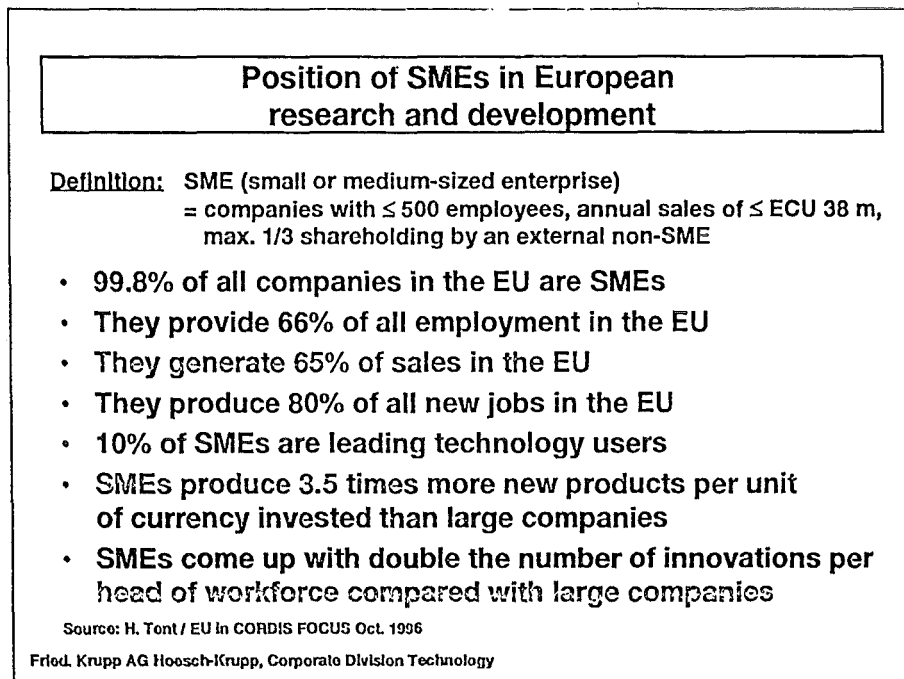 Position of SMEs in European
research and development
Definition: SME (small or medium-sized enterprise)
= companies with ≤ 500 employees, annual sales of ≤ ECU 38 m,
max. 1/3 shareholding by an external non-SME
• 99.8% of all companies in the EU are SMEs
• They provide 66% of all employment in the EU
• They generate 65% of sales in the EU
• They produce 80% of all new jobs in the EU
• 10% of SMEs are leading technology users
• SMEs produce 3.5 times more new products per unit
of currency invested than large companies
• SMEs come up with double the number of innovations per
head of workforce compared with large companies
Source: H. Tont / EU in CORDIS FOCUS Oct. 1996
Fried. Krupp AG Hoesch-Krupp, Corporate Division Technology